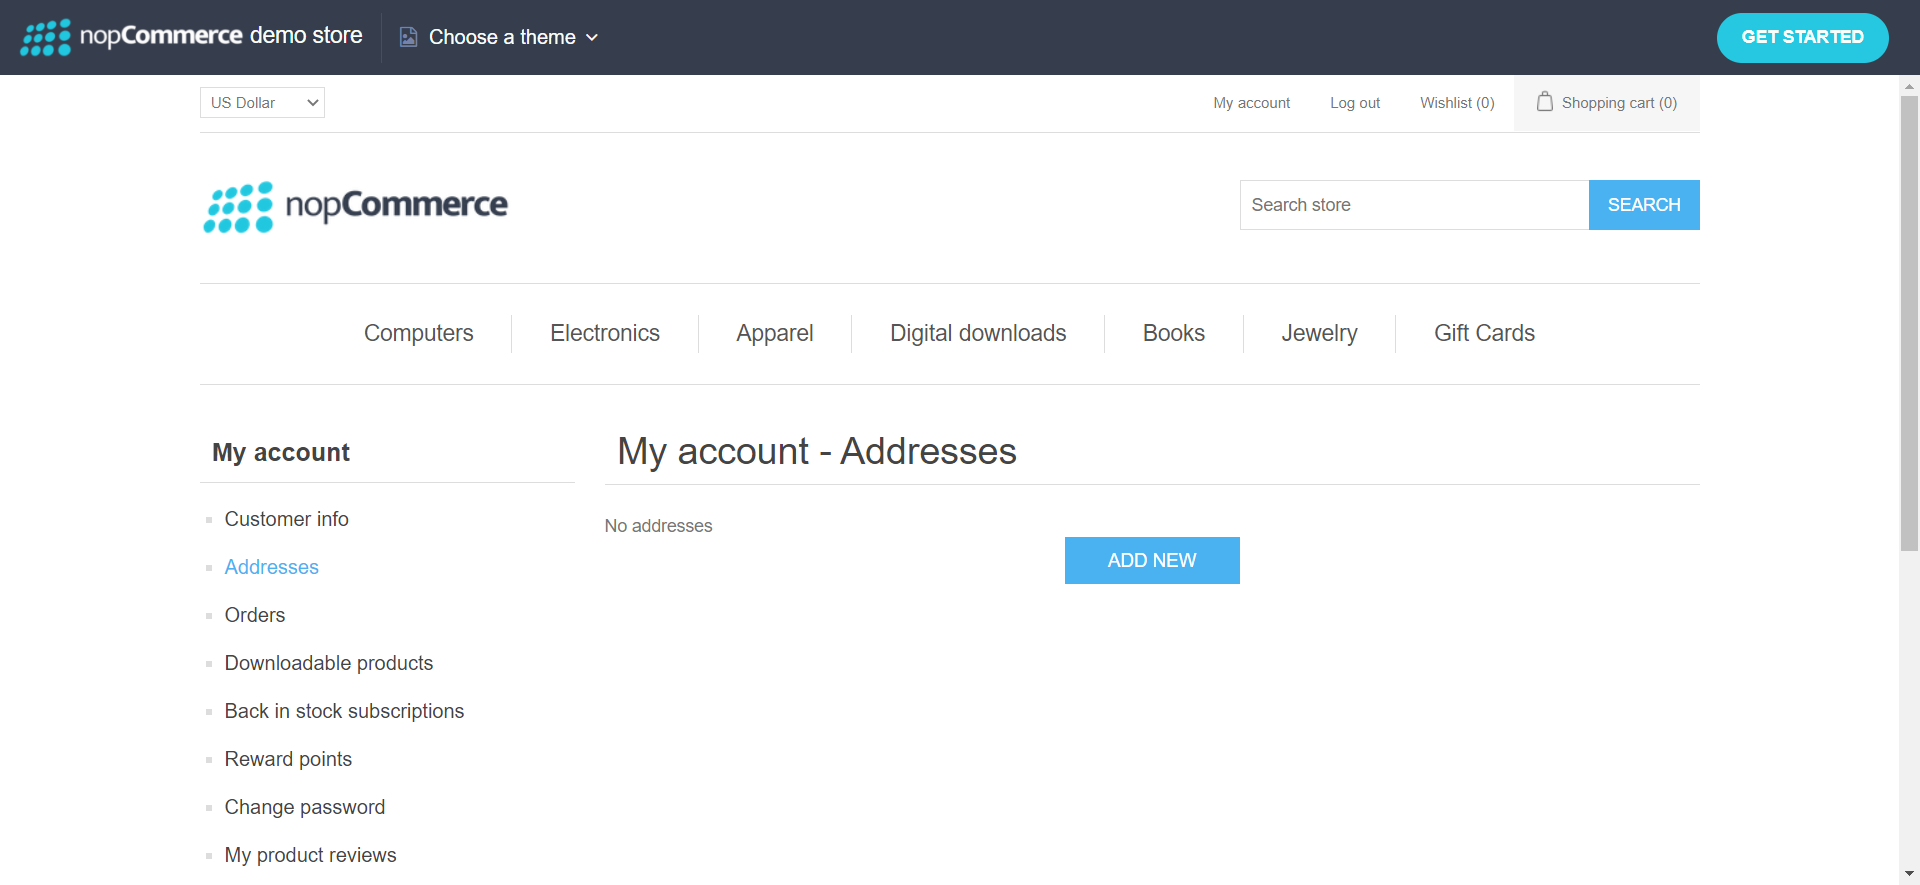 nopCommerce demo store
Choose a theme
GET STARTED
US Dollar
My account
Log out
Wishlist (0)
Shopping cart (0)
nopCommerce
Search store
SEARCH
Computers
Electronics
Apparel
Digital downloads
Books
Jewelry
Gift Cards
My account
Customer info
Addresses
Orders
Downloadable products
Back in stock subscriptions
Reward points
Change password
My product reviews
My account - Addresses
No addresses
ADD NEW